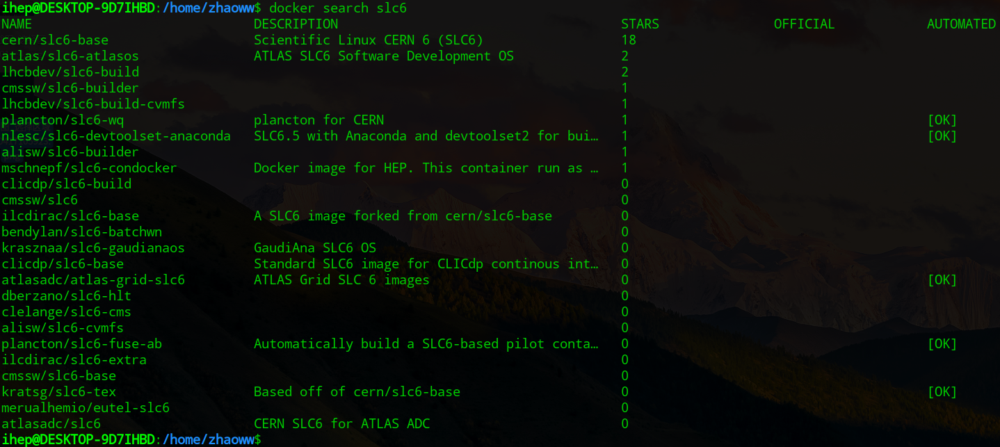 ihep@DESKTOP-9D7IHBD:/home/zhaoww$ docker search slc6
NAME DESCRIPTION STARS OFFICIAL AUTOMATED
cern/slc6-base Scientific Linux CERN 6 (SLC6) 18
atlas/slc6-atlasos ATLAS SLC6 Software Development OS 2
lhcbdev/slc6-build 2
cmssw/slc6-builder 1
lhcbdev/slc6-build-cvmfs 1
plancton/slc6-wq plancton for CERN 1 [OK]
nlesc/slc6-devtoolset-anaconda SLC6.5 with Anaconda and devtoolset2 for bui… 1 [OK]
alisw/slc6-builder 1
mschnepf/slc6-condocker Docker image for HEP. This container run as … 1
clicdp/slc6-build 0
cmssw/slc6 0
ilcdirac/slc6-base A SLC6 image forked from cern/slc6-base 0
bendylan/slc6-batchwn 0
krasznaa/slc6-gaudianaos GaudiAna SLC6 OS 0
clicdp/slc6-base Standard SLC6 image for CLICdp continous int… 0
atlasadc/atlas-grid-slc6 ATLAS Grid SLC 6 images 0 [OK]
dberzano/slc6-hlt 0
clelange/slc6-cms 0
alisw/slc6-cvmfs 0
plancton/slc6-fuse-ab Automatically build a SLC6-based pilot conta… 0 [OK]
ilcdirac/slc6-extra 0
cmssw/slc6-base 0
kratsg/slc6-tex Based off of cern/slc6-base 0 [OK]
merualhemio/eutel-slc6 0
atlasadc/slc6 CERN SLC6 for ATLAS ADC 0
ihep@DESKTOP-9D7IHBD:/home/zhaoww$